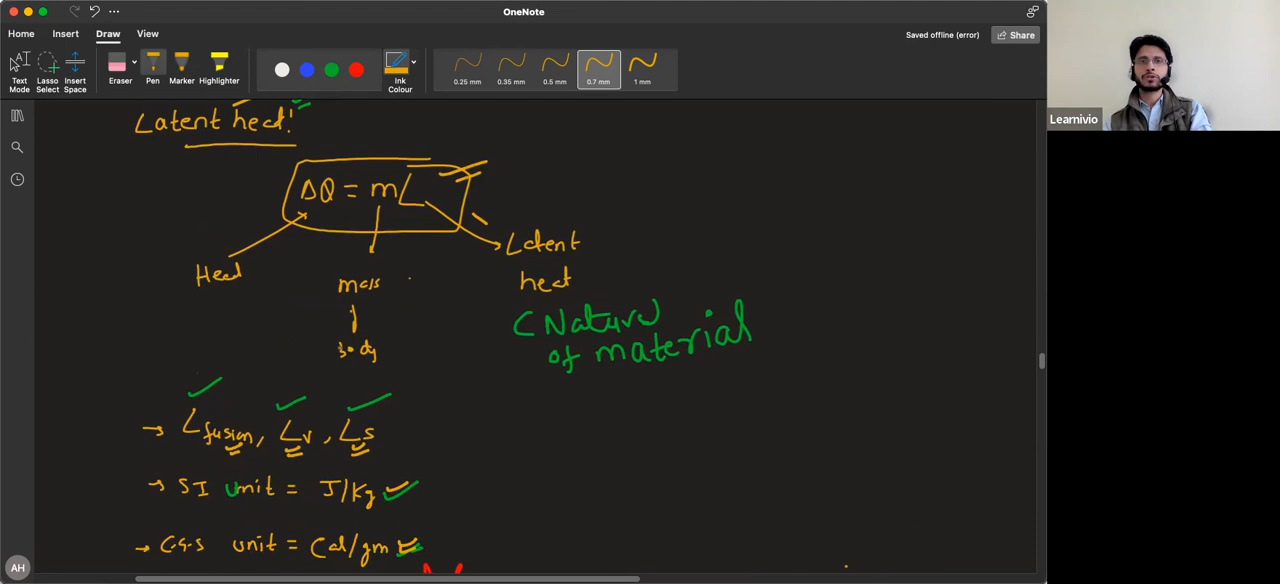 OneNote
Home Insert Draw View
Saved offline (error) Share
Text Mode Lasso Select Insert Space Eraser Pen Marker Highlighter Ink Colour 0.25 mm 0.35 mm 0.5 mm 0.7 mm 1 mm
Learnivio
Latent heat:
ΔQ = mL
Heat
mass
body
Latent
heat
(Nature
of material
→ Lfusion, Lv, Ls
→ SI unit = J/Kg
→ C.G.S unit = Cal/gm
AH